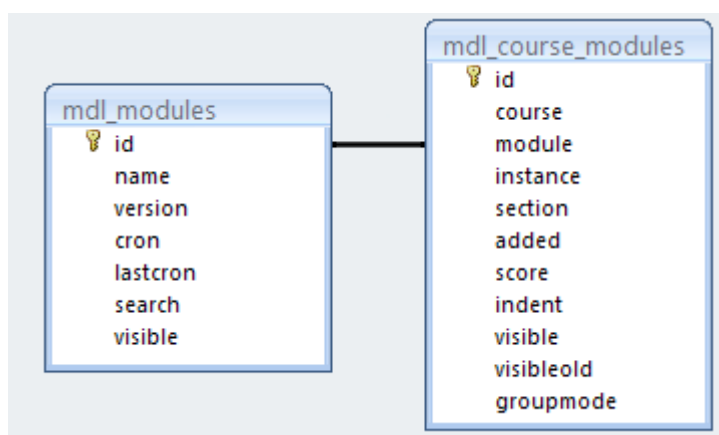 mdl_modules
id
name
version
cron
lastcron
search
visible
mdl_course_modules
id
course
module
instance
section
added
score
indent
visible
visibleold
groupmode